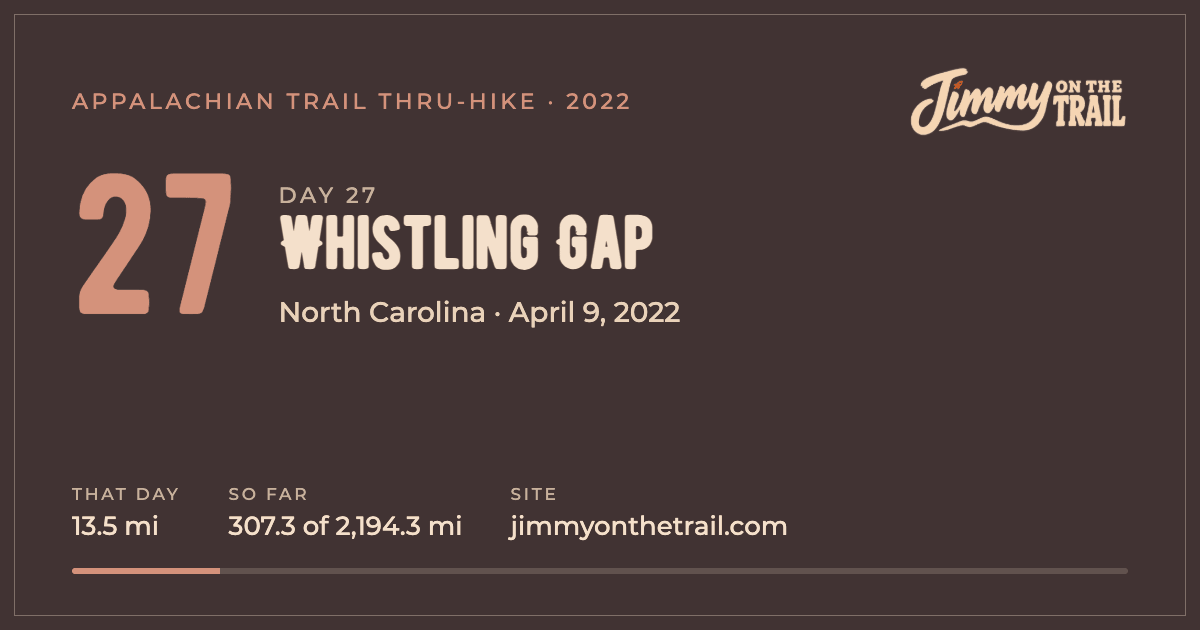 APPALACHIAN TRAIL THRU-HIKE · 2022
Jimmy ON THE TRAIL
27
DAY 27
WHISTLING GAP
North Carolina · April 9, 2022
THAT DAY
13.5 mi
SO FAR
307.3 of 2,194.3 mi
SITE
jimmyonthetrail.com